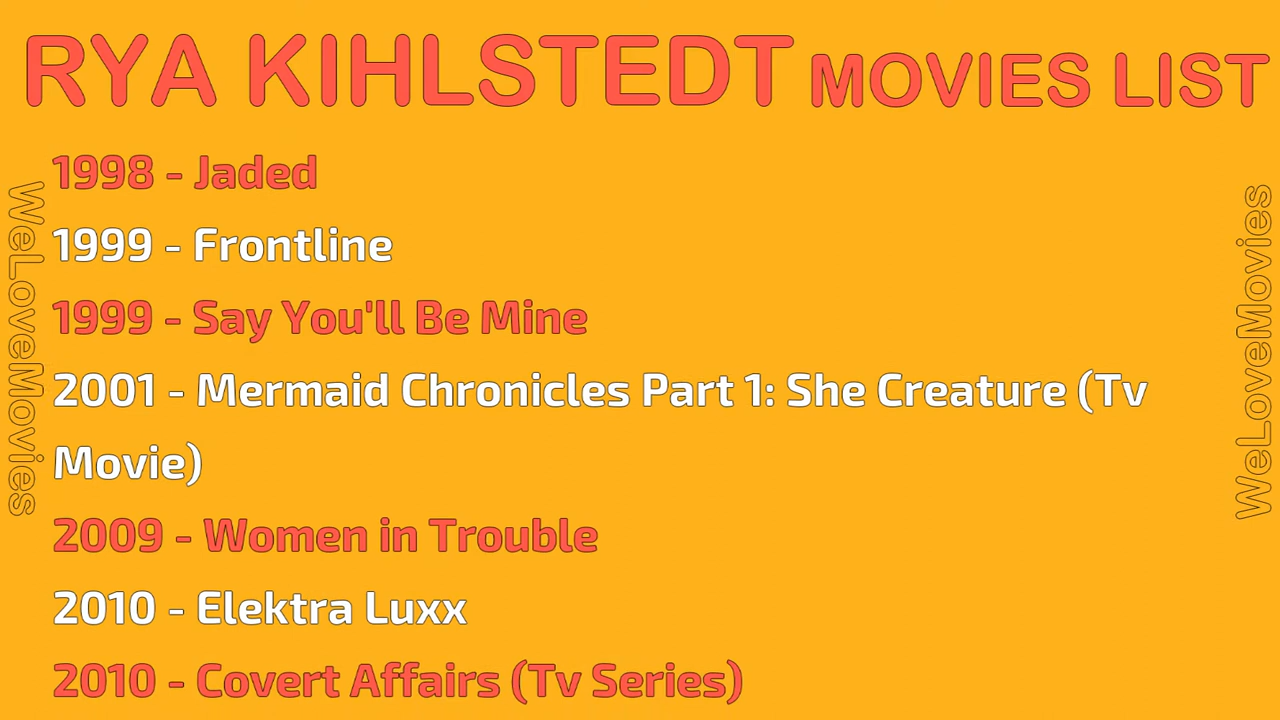 RYA KIHLSTEDT MOVIES LIST
1998 - Jaded
1999 - Frontline
1999 - Say You'll Be Mine
2001 - Mermaid Chronicles Part 1: She Creature (Tv
Movie)
2009 - Women in Trouble
2010 - Elektra Luxx
2010 - Covert Affairs (Tv Series)
WeLoveMovies
WeLoveMovies